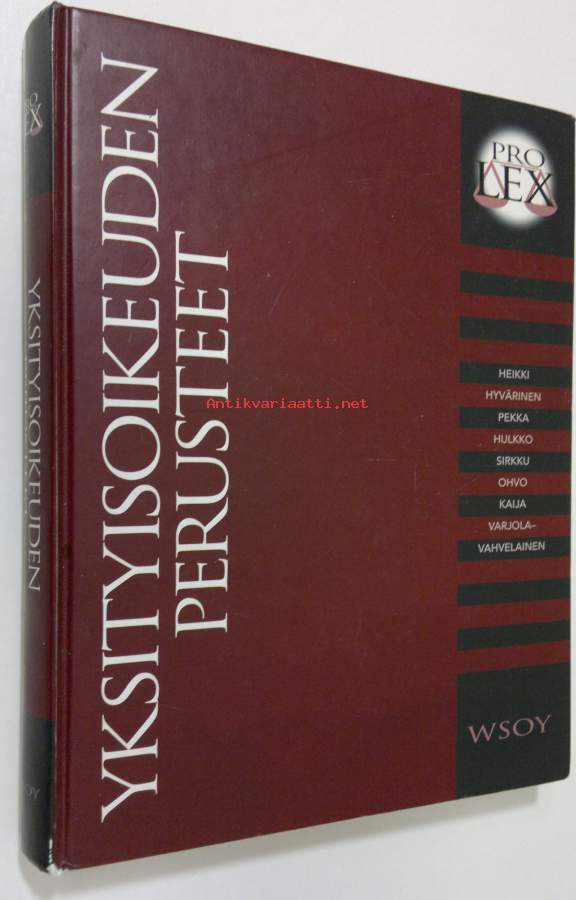 PRO
LEX
YKSITYISOIKEUDEN
WSOY
YKSITYISOIKEUDEN
PERUSTEET
PRO
LEX
HEIKKI
HYVÄRINEN
PEKKA
HULKKO
SIRKKU
OHVO
KAIJA
VARJOLA–
VAHVELAINEN
WSOY
Antikvariaatti.net